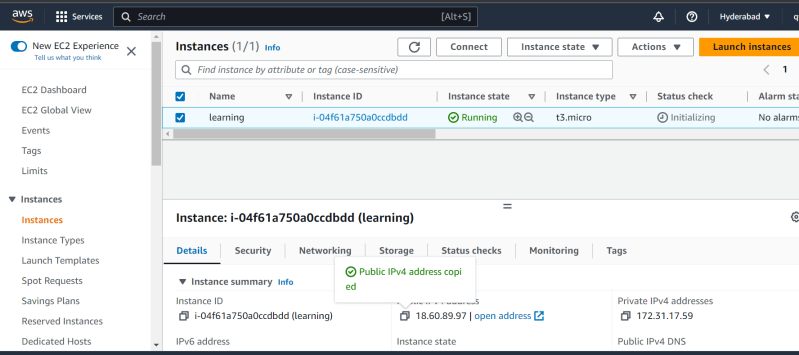 aws
Services
Search
[Alt+S]
Hyderabad
q
New EC2 Experience
Tell us what you think
EC2 Dashboard
EC2 Global View
Events
Tags
Limits
Instances
Instances
Instance Types
Launch Templates
Spot Requests
Savings Plans
Reserved Instances
Dedicated Hosts
Instances (1/1) Info
Connect
Instance state
Actions
Launch instances
Find instance by attribute or tag (case-sensitive)
1
Name Instance ID Instance state Instance type Status check Alarm sta
learning i-04f61a750a0ccdbdd Running t3.micro Initializing No alarms
Instance: i-04f61a750a0ccdbdd (learning)
Details Security Networking Storage Status checks Monitoring Tags
Public IPv4 address copi
ed
Instance summary Info
Instance ID
i-04f61a750a0ccdbdd (learning)
IPv6 address
Public IPv4 address
18.60.89.97 | open address
Instance state
Private IPv4 addresses
172.31.17.59
Public IPv4 DNS